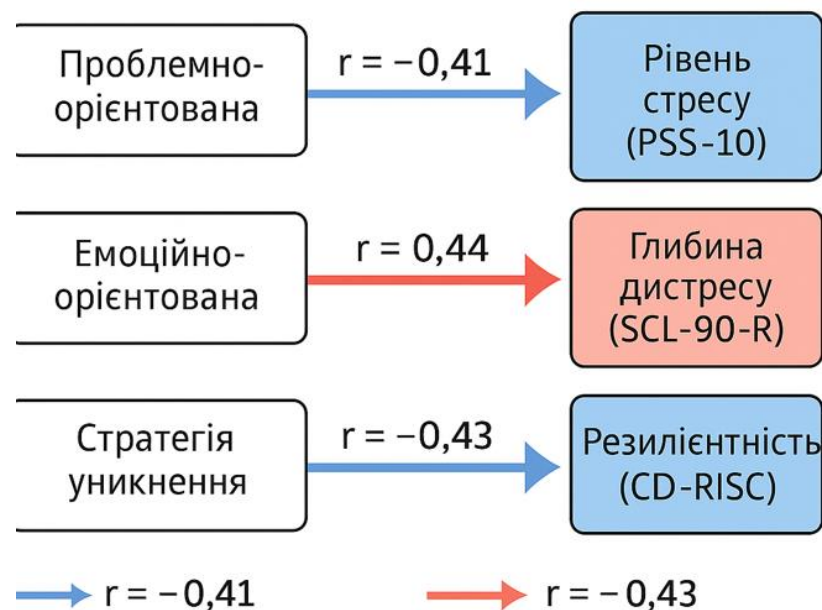 Проблемно-
орієнтована
r = −0,41
Рівень
стресу
(PSS-10)
Емоційно-
орієнтована
r = 0,44
Глибина
дистресу
(SCL-90-R)
Стратегія
уникнення
r = −0,43
Резилієнтність
(CD-RISC)
r = −0,41
r = −0,43